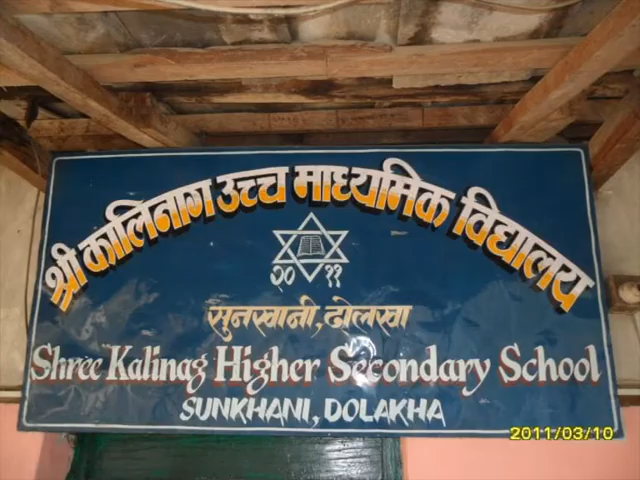 श्री कालिनाग उच्च माध्यमिक विद्यालय
२० ११
सुनखानी, दोलखा
Shree Kalinag Higher Secondary School
SUNKHANI, DOLAKHA
2011/03/10